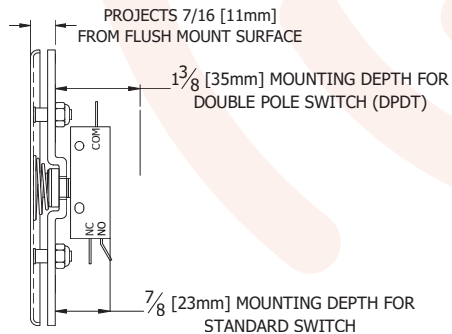 PROJECTS 7/16 [11mm]
FROM FLUSH MOUNT SURFACE
1 3/8 [35mm] MOUNTING DEPTH FOR
DOUBLE POLE SWITCH (DPDT)
COM
NC
NO
7/8 [23mm] MOUNTING DEPTH FOR
STANDARD SWITCH